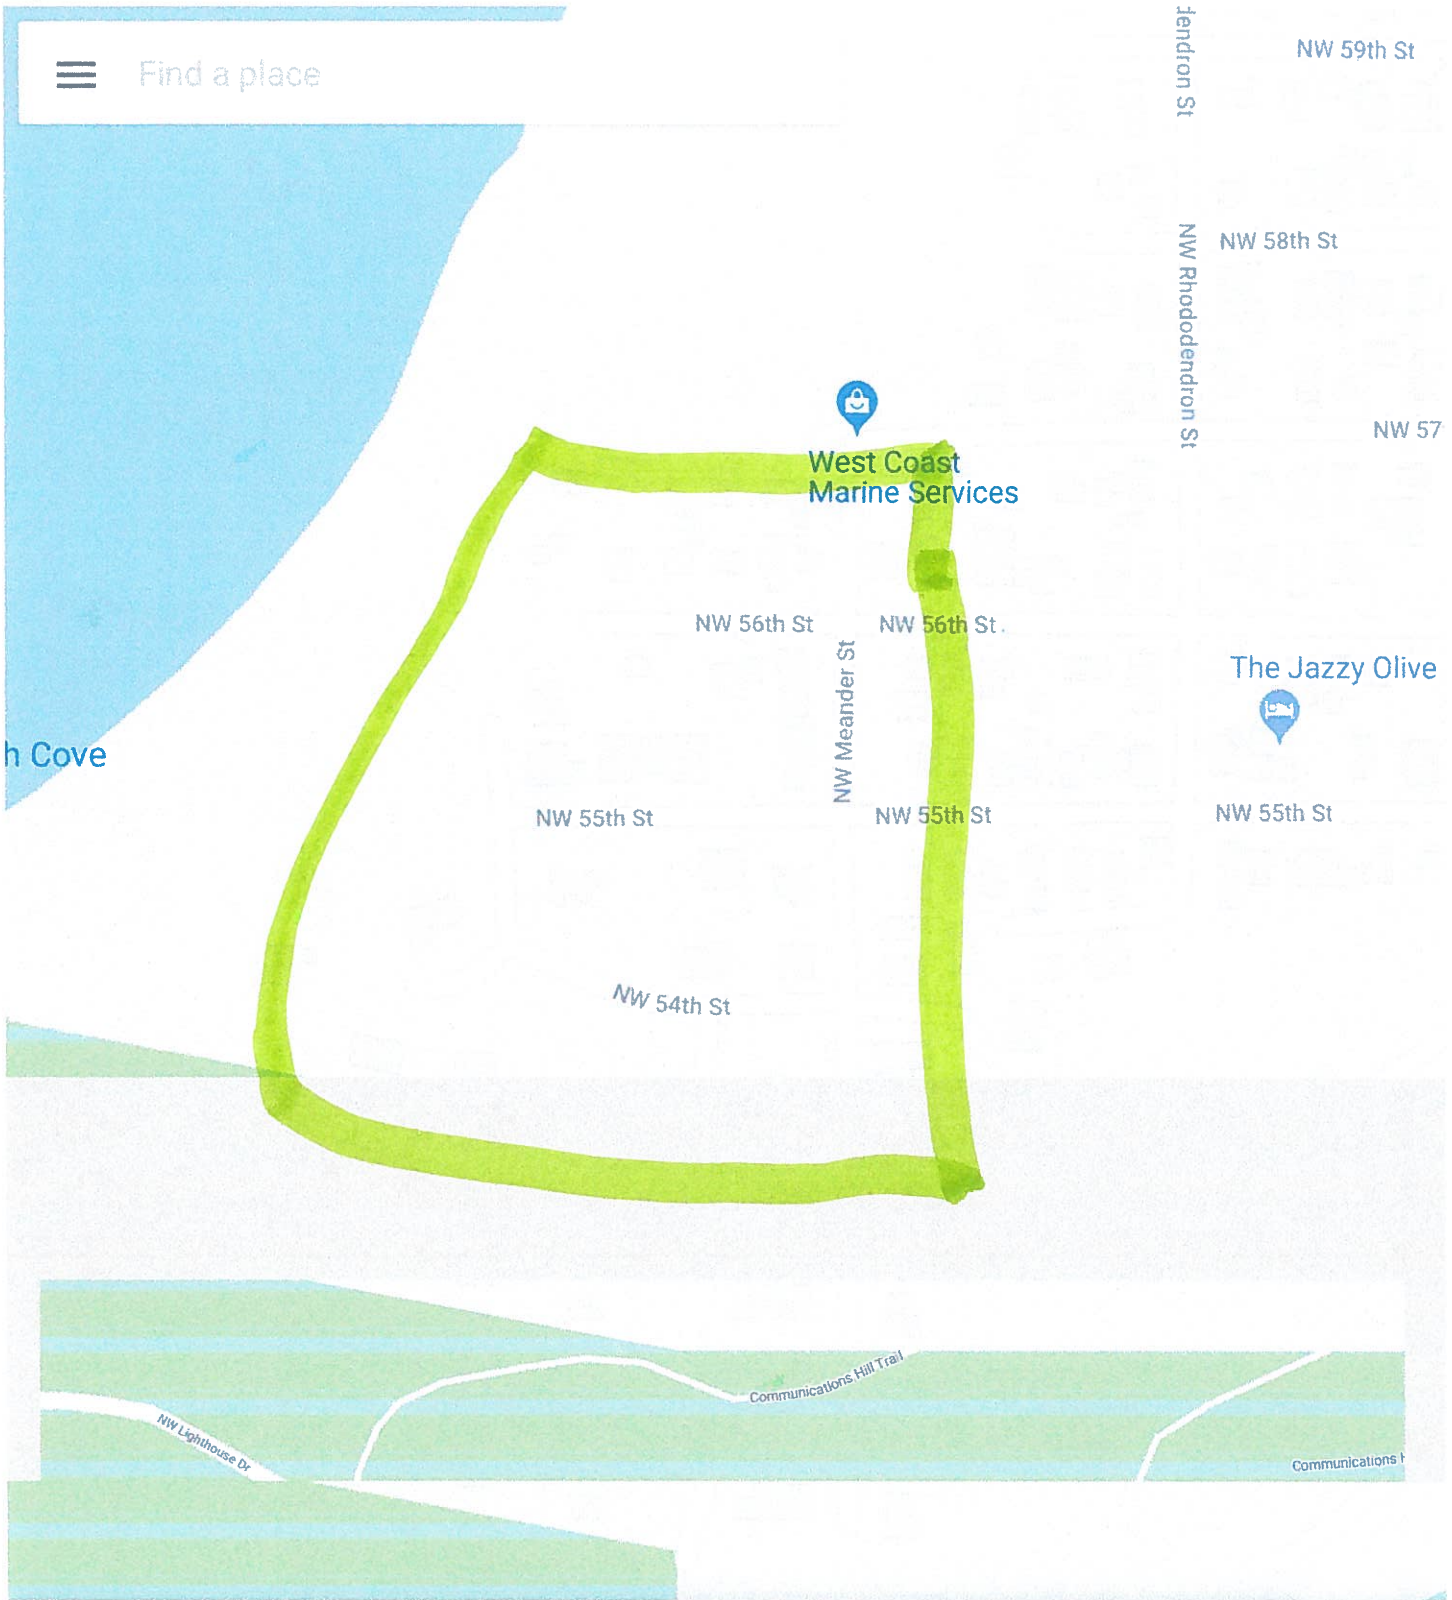 Find a place
NW 59th St
NW 58th St
NW Rhododendron St
NW 57
West Coast
Marine Services
NW 56th St
NW 56th St
NW Meander St
The Jazzy Olive
h Cove
NW 55th St
NW 55th St
NW 55th St
NW 54th St
Communications Hill Trail
NW Lighthouse Dr
Communications H